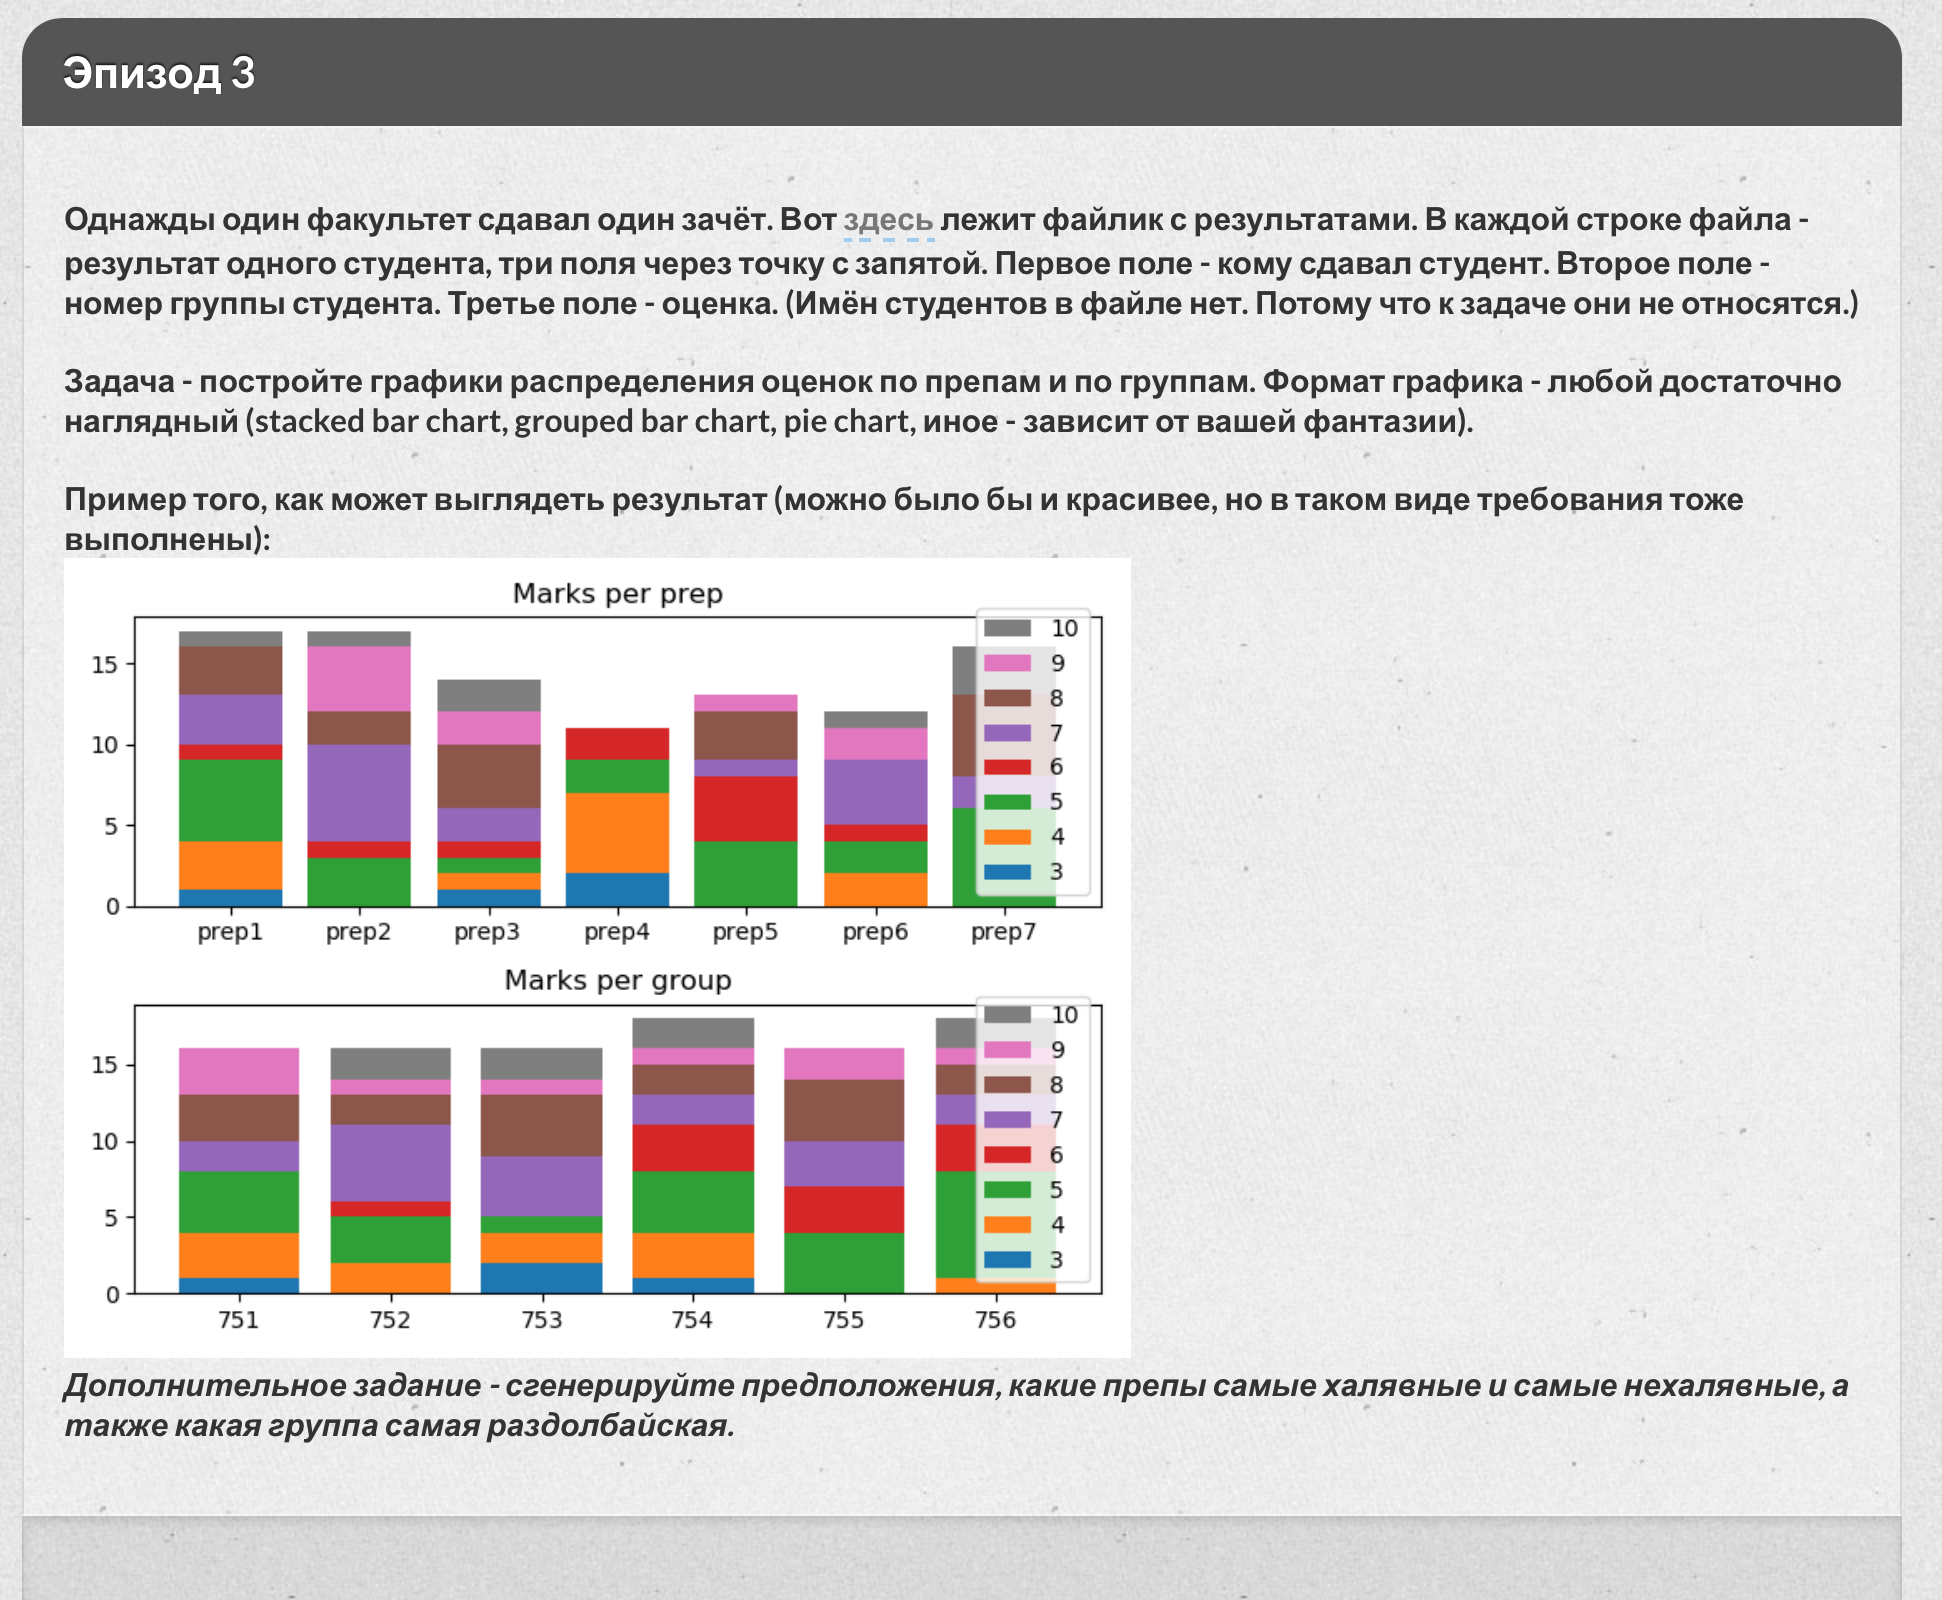 Эпизод 3
Однажды один факультет сдавал один зачёт. Вот здесь лежит файлик с результатами. В каждой строке файла -
результат одного студента, три поля через точку с запятой. Первое поле - кому сдавал студент. Второе поле -
номер группы студента. Третье поле - оценка. (Имён студентов в файле нет. Потому что к задаче они не относятся.)
Задача - постройте графики распределения оценок по препам и по группам. Формат графика - любой достаточно
наглядный (stacked bar chart, grouped bar chart, pie chart, иное - зависит от вашей фантазии).
Пример того, как может выглядеть результат (можно было бы и красивее, но в таком виде требования тоже
выполнены):
Marks per prep
15
10
5
0
10
9
8
7
6
5
4
3
prep1 prep2 prep3 prep4 prep5 prep6 prep7
Marks per group
15
10
5
0
10
9
8
7
6
5
4
3
751 752 753 754 755 756
Дополнительное задание - сгенерируйте предположения, какие препы самые халявные и самые нехалявные, а
также какая группа самая раздолбайская.